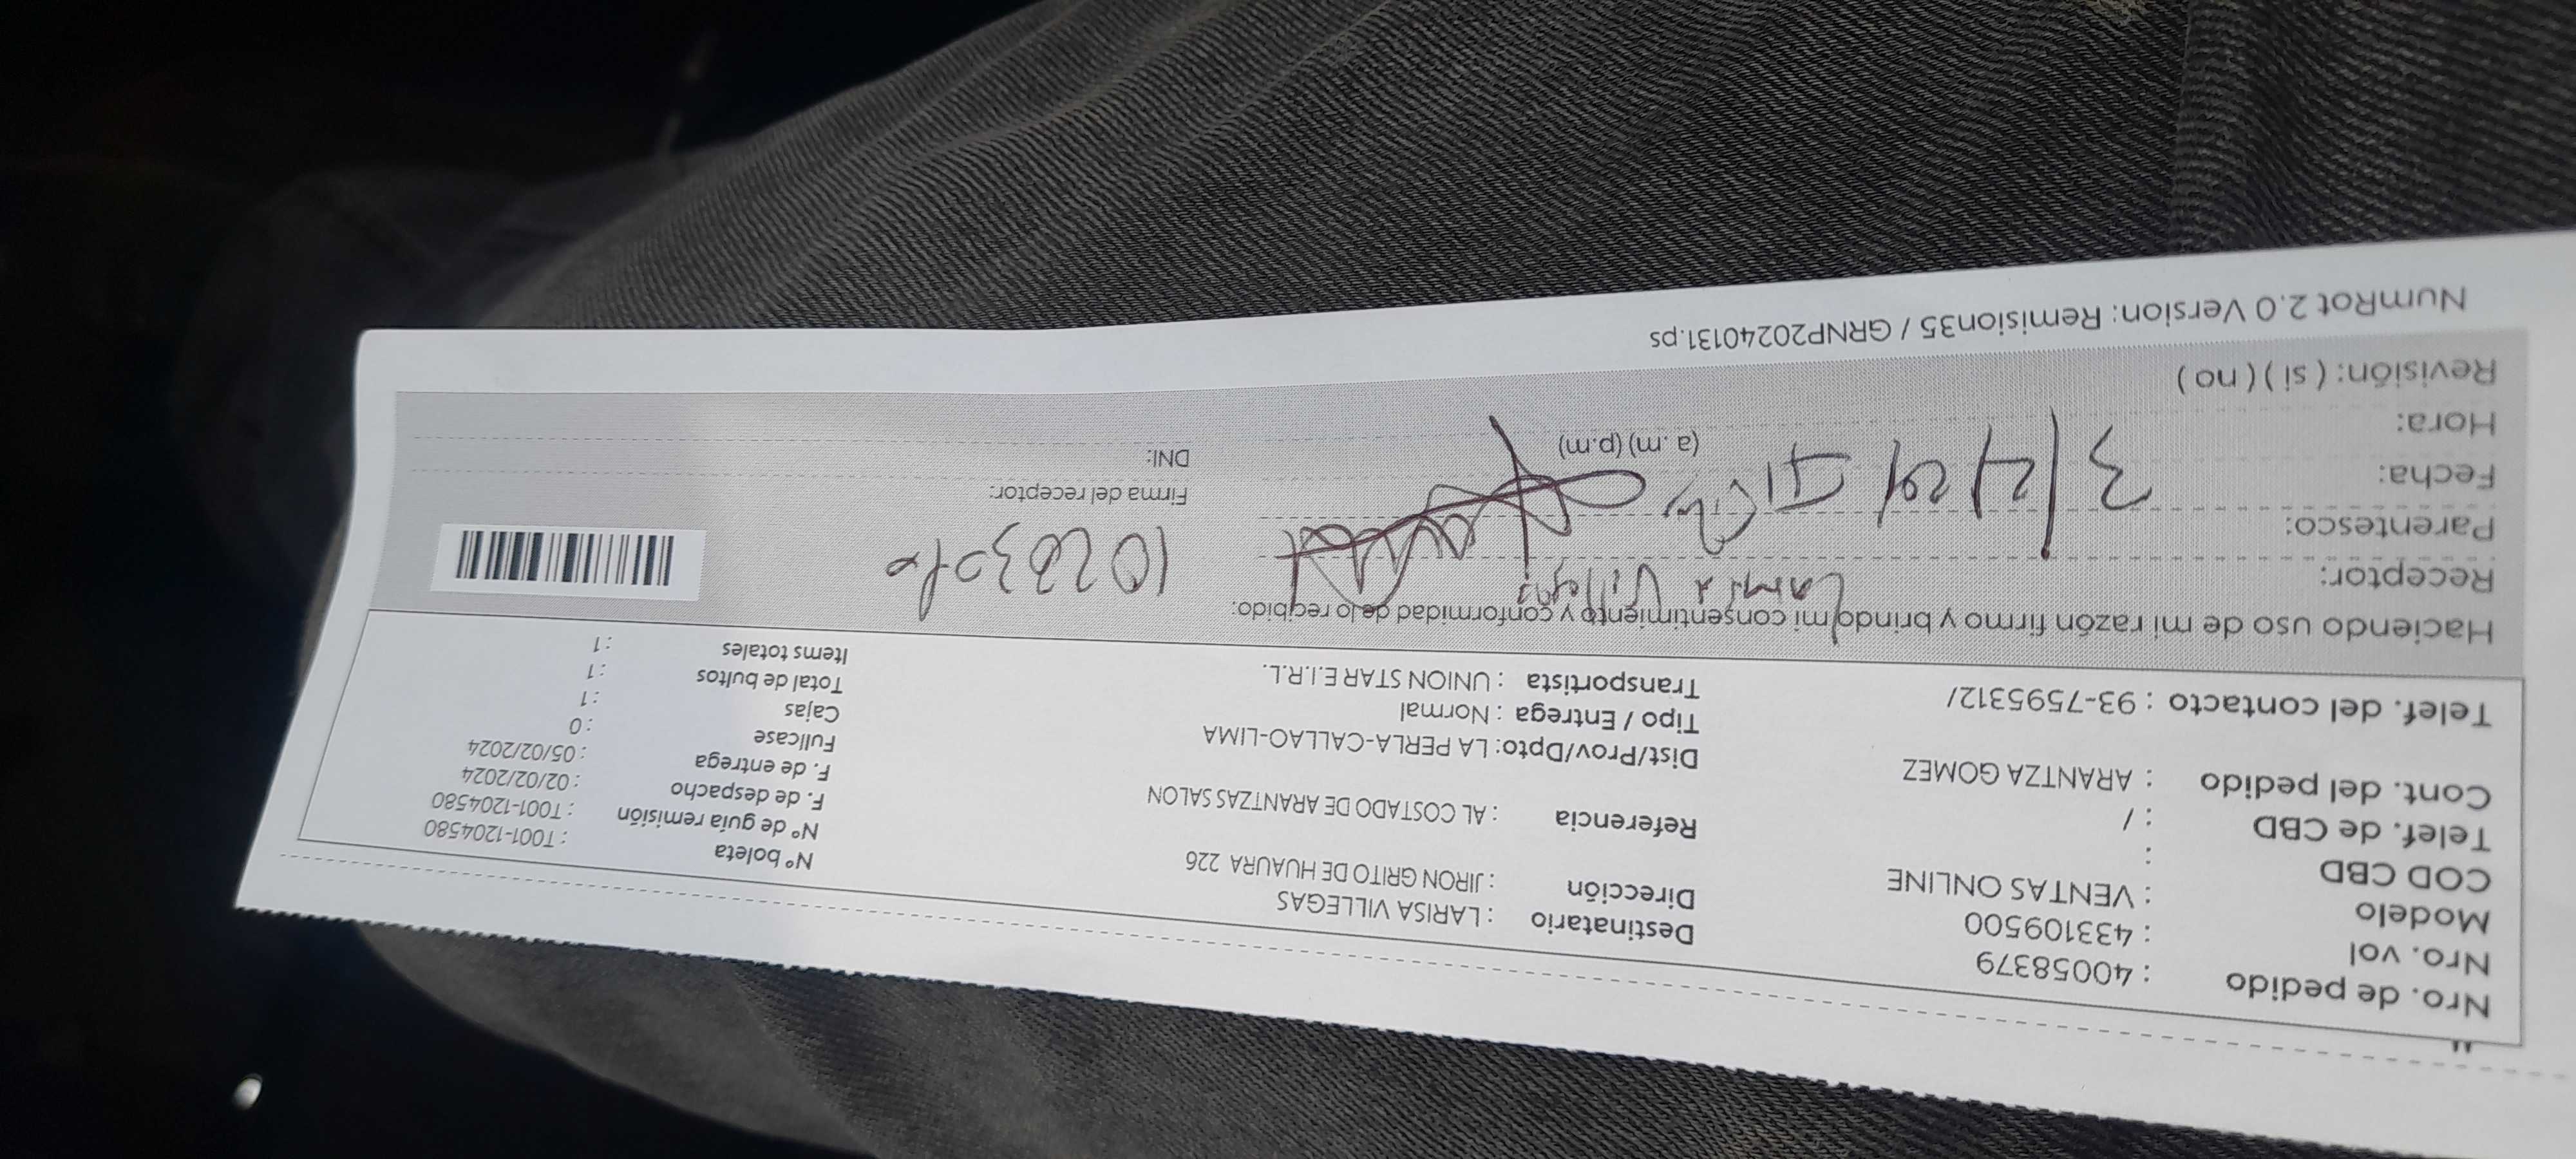 Nro. de pedido : 40058379
Nro. vol : 433109500
Modelo : VENTAS ONLINE
COD CBD :
Telef. de CBD : /
Cont. del pedido : ARANTZA GOMEZ
Telef. del contacto : 93-7595312/
Destinatario : LARISA VILLEGAS
Dirección : JIRON GRITO DE HUAURA 226
Referencia : AL COSTADO DE ARANTZAS SALON
Dist/Prov/Dpto: LA PERLA-CALLAO-LIMA
Tipo / Entrega : Normal
Transportista : UNION STAR E.I.R.L.
N° boleta : T001-1204580
N° de guía remisión : T001-1204580
F. de despacho : 02/02/2024
F. de entrega : 05/02/2024
Fullcase : 0
Cajas : 1
Total de bultos : 1
Items totales : 1
Haciendo uso de mi razón firmo y brindo mi consentimiento y conformidad de lo recibido:
Receptor: Villegas
Parentesco:
Fecha:
Hora: (a. m) (p.m)
Revisión: ( si ) ( no )
Firma del receptor:
DNI:
NumRot 2.0 Version: Remision35 / GRNP20240131.ps